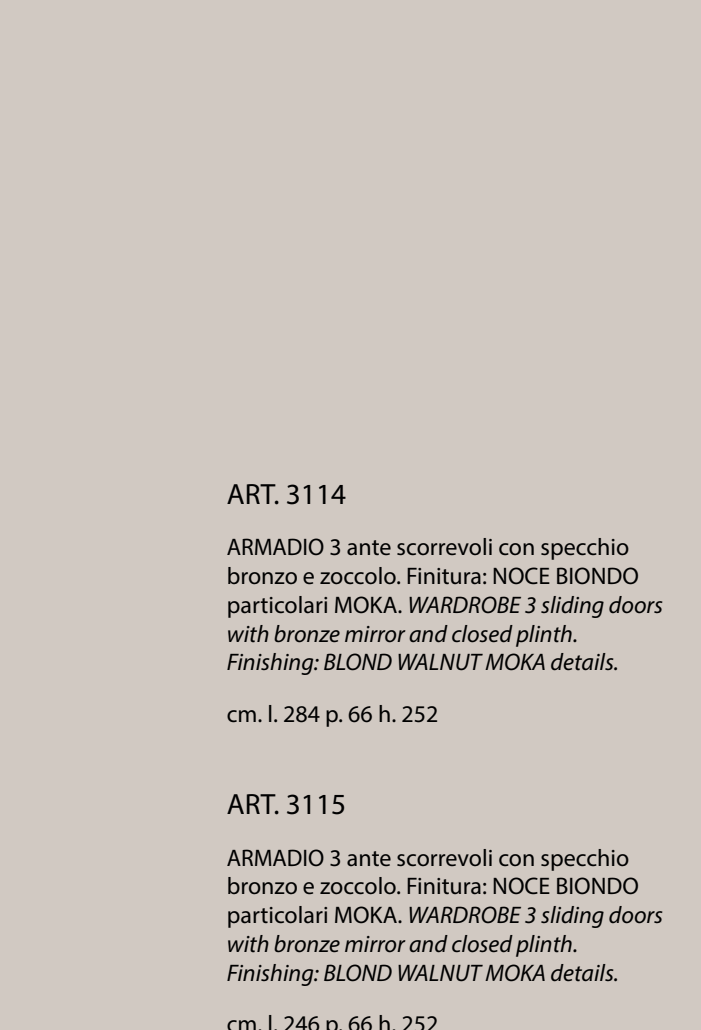 ART. 3114
ARMADIO 3 ante scorrevoli con specchio
bronzo e zoccolo. Finitura: NOCE BIONDO
particolari MOKA. WARDROBE 3 sliding doors
with bronze mirror and closed plinth.
Finishing: BLOND WALNUT MOKA details.
cm. l. 284 p. 66 h. 252
ART. 3115
ARMADIO 3 ante scorrevoli con specchio
bronzo e zoccolo. Finitura: NOCE BIONDO
particolari MOKA. WARDROBE 3 sliding doors
with bronze mirror and closed plinth.
Finishing: BLOND WALNUT MOKA details.
cm. l. 246 p. 66 h. 252